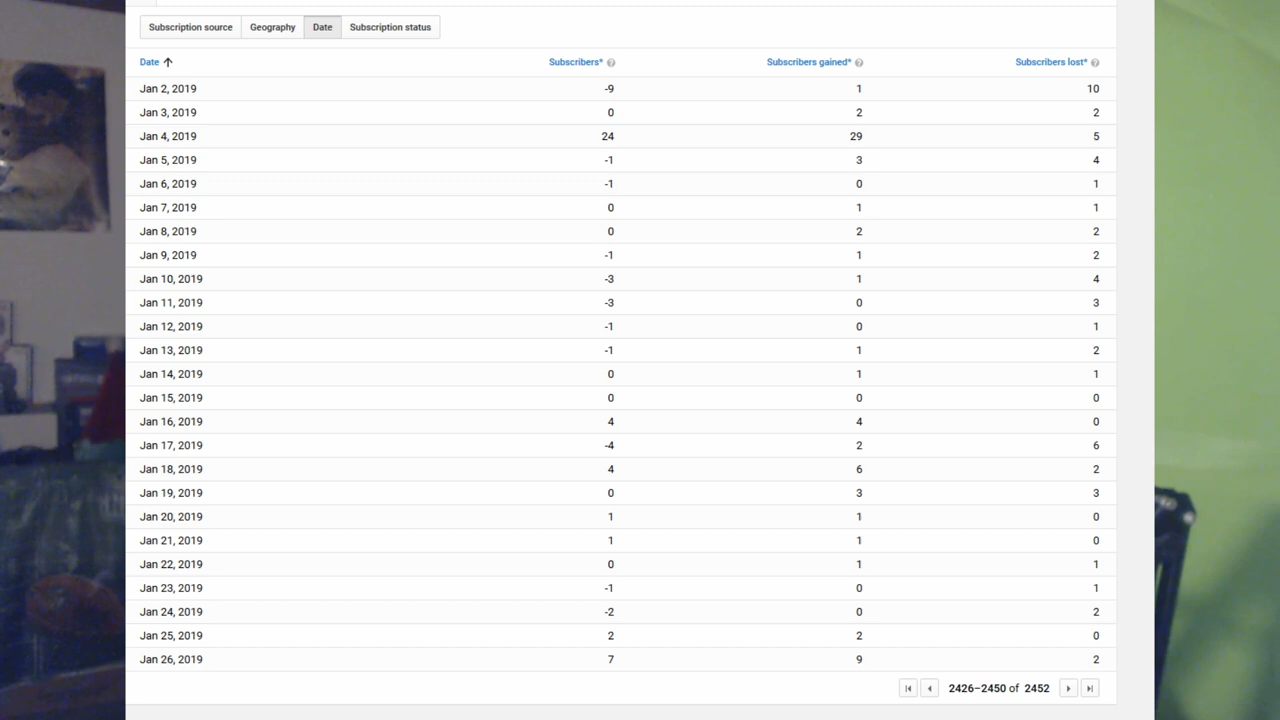 Subscription source Geography Date Subscription status
Date Subscribers* Subscribers gained* Subscribers lost*
Jan 2, 2019 -9 1 10
Jan 3, 2019 0 2 2
Jan 4, 2019 24 29 5
Jan 5, 2019 -1 3 4
Jan 6, 2019 -1 0 1
Jan 7, 2019 0 1 1
Jan 8, 2019 0 2 2
Jan 9, 2019 -1 1 2
Jan 10, 2019 -3 1 4
Jan 11, 2019 -3 0 3
Jan 12, 2019 -1 0 1
Jan 13, 2019 -1 1 2
Jan 14, 2019 0 1 1
Jan 15, 2019 0 0 0
Jan 16, 2019 4 4 0
Jan 17, 2019 -4 2 6
Jan 18, 2019 4 6 2
Jan 19, 2019 0 3 3
Jan 20, 2019 1 1 0
Jan 21, 2019 1 1 0
Jan 22, 2019 0 1 1
Jan 23, 2019 -1 0 1
Jan 24, 2019 -2 0 2
Jan 25, 2019 2 2 0
Jan 26, 2019 7 9 2
2426–2450 of 2452